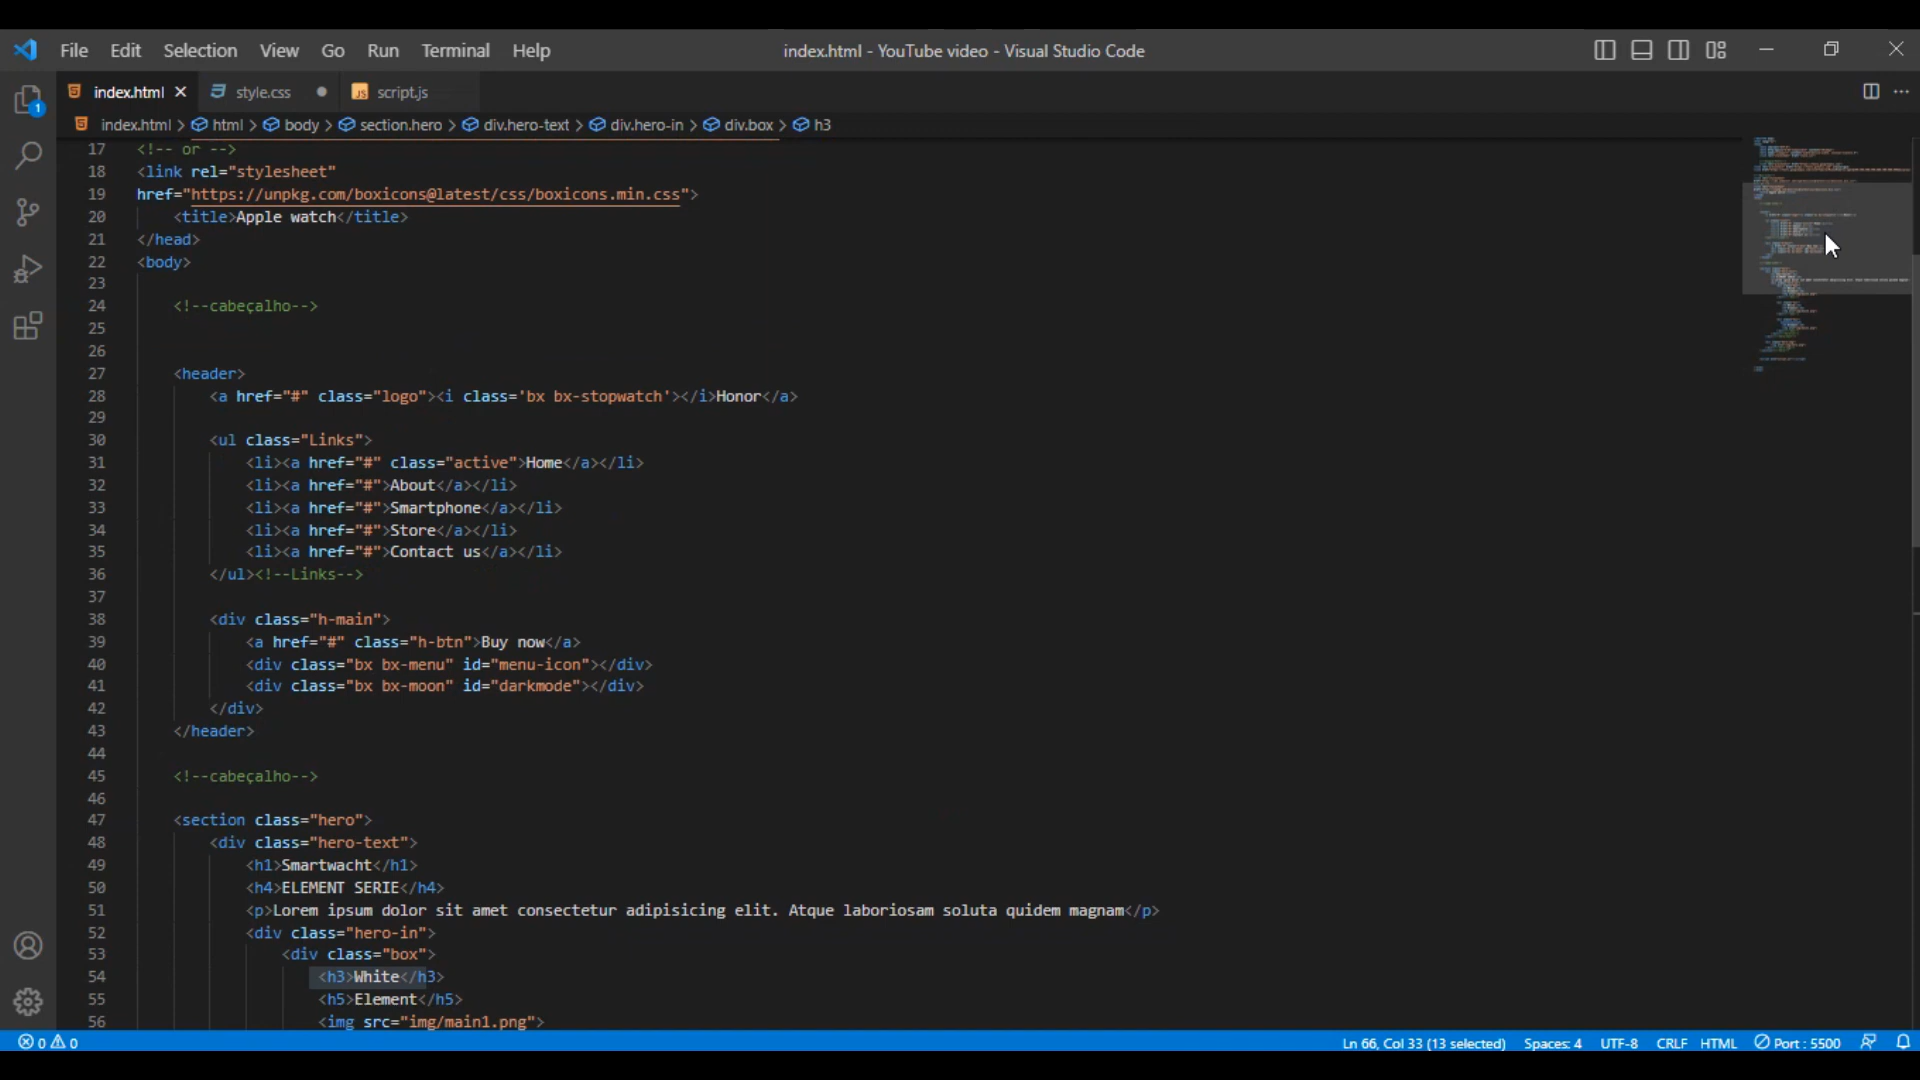 File Edit Selection View Go Run Terminal Help
index.html - YouTube video - Visual Studio Code
index.html style.css script.js
JS
1
index.html > html > body > section.hero > div.hero-text > div.hero-in > div.box > h3
17 <!-- or -->
18 <link rel="stylesheet"
19 href="https://unpkg.com/boxicons@latest/css/boxicons.min.css">
20 <title>Apple watch</title>
21 </head>
22 <body>
23
24 <!--cabeçalho-->
25
26
27 <header>
28 <a href="#" class="logo"><i class='bx bx-stopwatch'></i>Honor</a>
29
30 <ul class="Links">
31 <li><a href="#" class="active">Home</a></li>
32 <li><a href="#">About</a></li>
33 <li><a href="#">Smartphone</a></li>
34 <li><a href="#">Store</a></li>
35 <li><a href="#">Contact us</a></li>
36 </ul><!--Links-->
37
38 <div class="h-main">
39 <a href="#" class="h-btn">Buy now</a>
40 <div class="bx bx-menu" id="menu-icon"></div>
41 <div class="bx bx-moon" id="darkmode"></div>
42 </div>
43 </header>
44
45 <!--cabeçalho-->
46
47 <section class="hero">
48 <div class="hero-text">
49 <h1>Smartwacht</h1>
50 <h4>ELEMENT SERIE</h4>
51 <p>Lorem ipsum dolor sit amet consectetur adipisicing elit. Atque laboriosam soluta quidem magnam</p>
52 <div class="hero-in">
53 <div class="box">
54 <h3>White</h3>
55 <h5>Element</h5>
56 <img src="img/main1.png">
0 0 Ln 66, Col 33 (13 selected) Spaces: 4 UTF-8 CRLF HTML Port : 5500